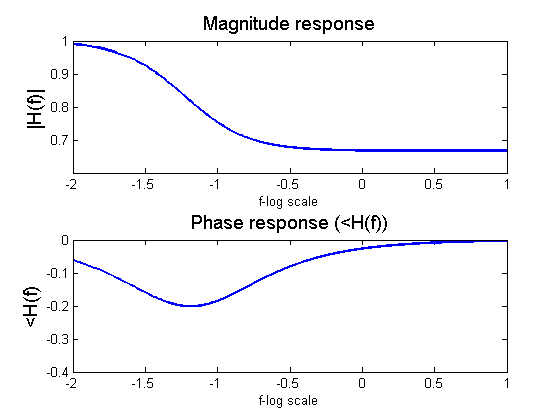 Magnitude response
|H(f)|
1
0.9
0.8
0.7
-2 -1.5 -1 -0.5 0 0.5 1
f-log scale
Phase response (<H(f))
<H(f)
0
-0.1
-0.2
-0.3
-0.4
-2 -1.5 -1 -0.5 0 0.5 1
f-log scale